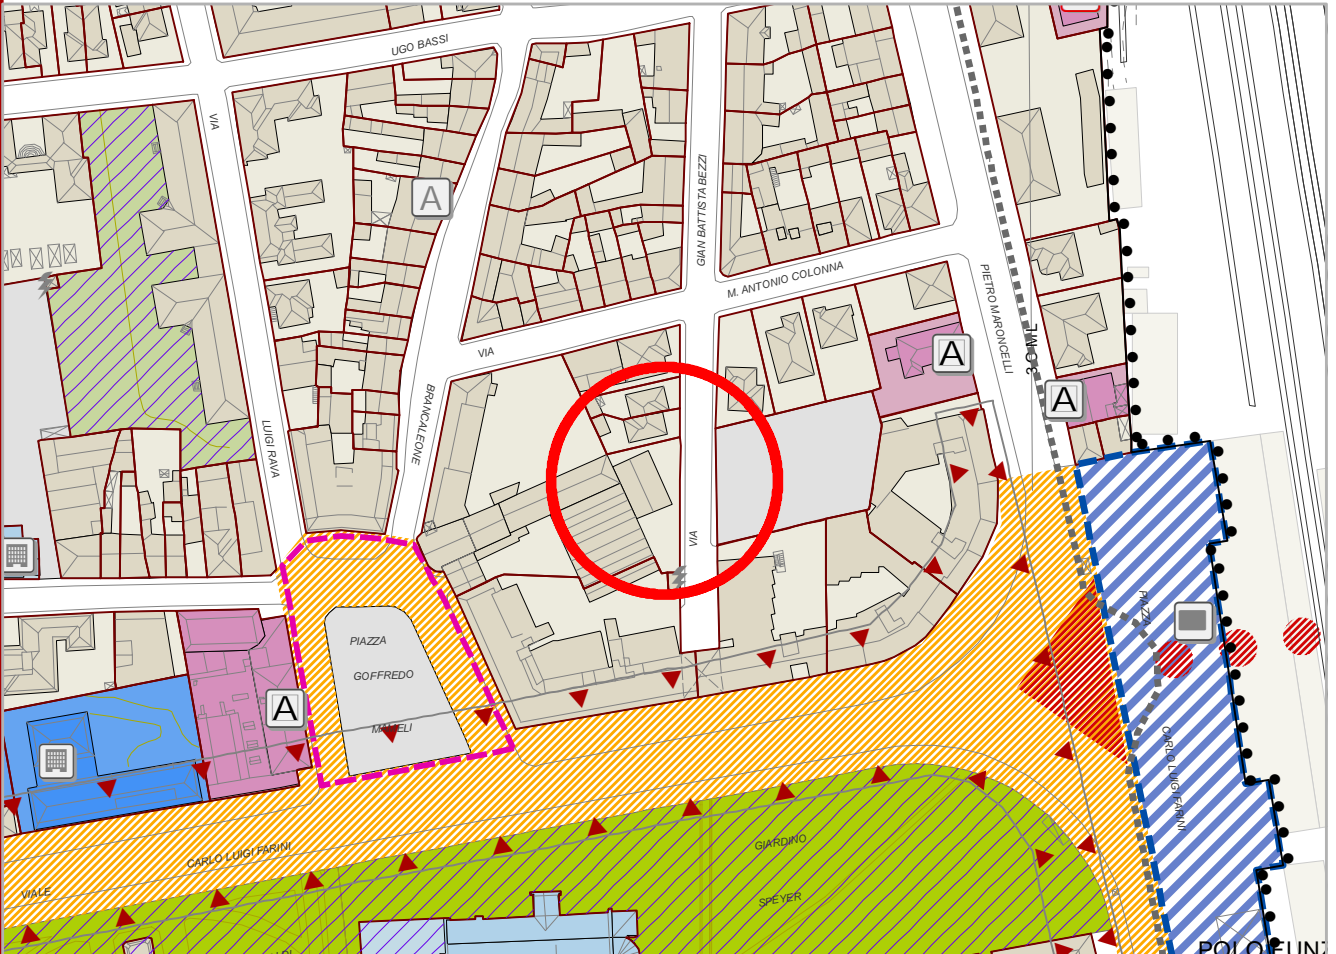 UGO BASSI
VIA
A
GIAN BATTISTA BEZZI
M. ANTONIO COLONNA
PIETRO MARONCELLI
VIA
A
A
BRANCALEONE
LUIGI RAVA
VIA
PIAZZA
PIAZZA
GOFFREDO
MAMELI
A
CARLO LUIGI FARINI
CARLO LUIGI FARINI
GIARDINO
VIALE
SPEYER